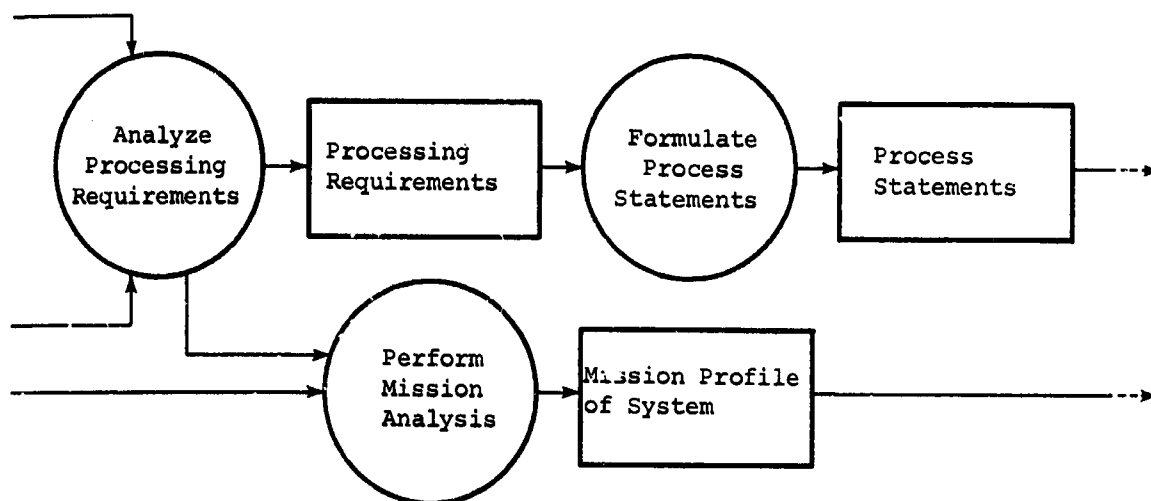 Analyze
Processing
Requirements
Processing
Requirements
Formulate
Process
Statements
Process
Statements
Perform
Mission
Analysis
Mission Profile
of System